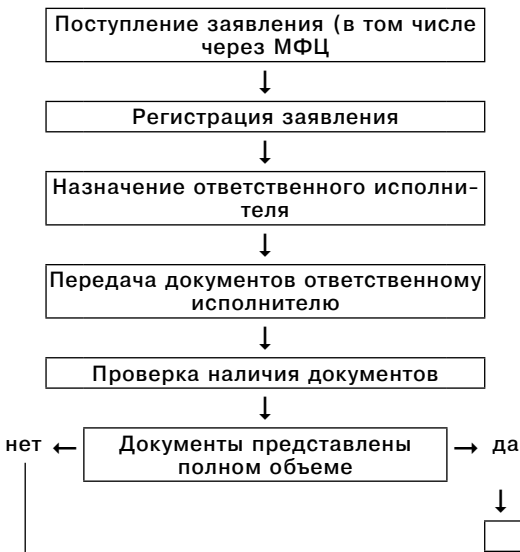 Поступление заявления (в том числе
через МФЦ
↓
Регистрация заявления
↓
Назначение ответственного исполни-
теля
↓
Передача документов ответственному
исполнителю
↓
Проверка наличия документов
↓
нет ← Документы представлены → да
полном объеме
↓